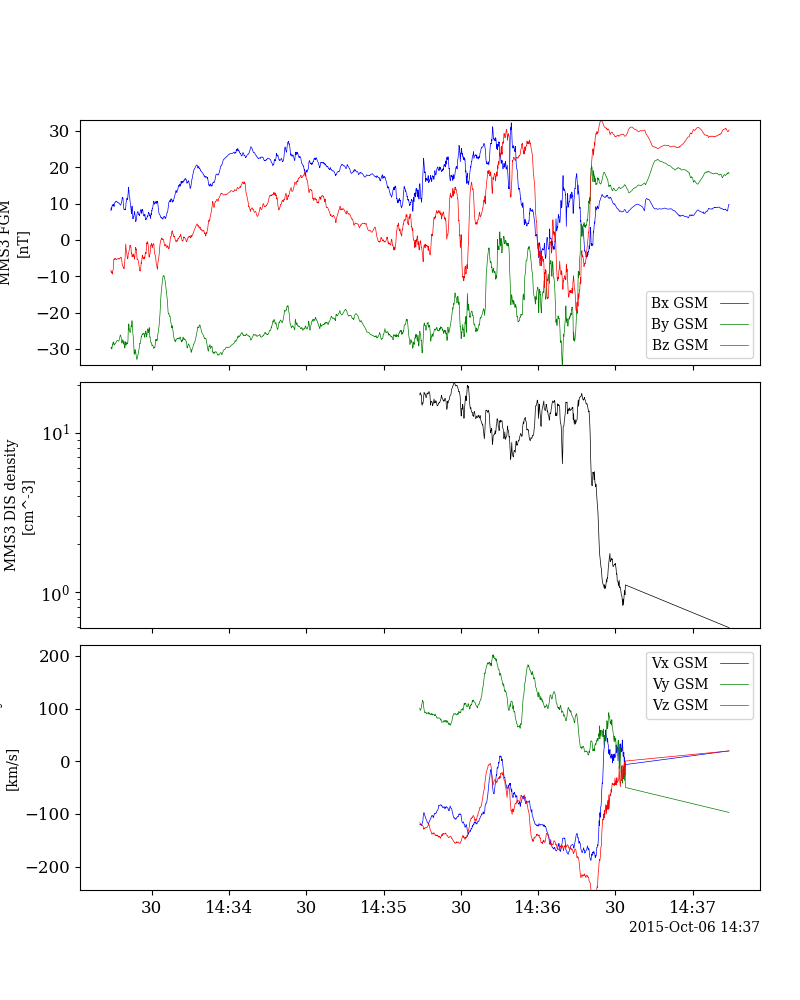 30
20
10
0
−10
−20
−30
MMS3 FGM
[nT]
Bx GSM
By GSM
Bz GSM
10^1
10^0
MMS3 DIS density
[cm^-3]
200
100
0
−100
−200
[km/s]
Vx GSM
Vy GSM
Vz GSM
30 14:34 30 14:35 30 14:36 30 14:37
2015-Oct-06 14:37